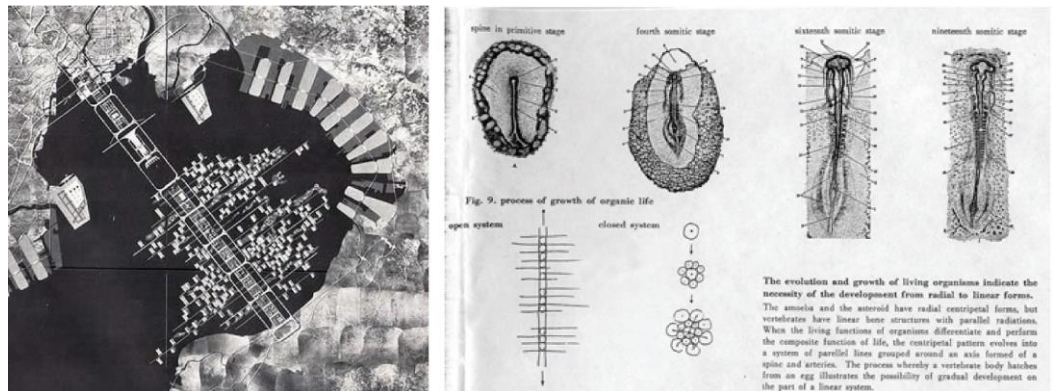 spine in primitive stage
fourth somitic stage
sixteenth somitic stage
nineteenth somitic stage
A
Fig. 9. process of growth of organic life
open system
closed system
The evolution and growth of living organisms indicate the
necessity of the development from radial to linear forms.
The amoeba and the asteroid have radial centripetal forms, but
vertebrates have linear bone structures with parallel radiations.
When the living functions of organisms differentiate and perform
the composite function of life, the centripetal pattern evolves into
a system of parellel lines grouped around an axis formed of a
spine and arteries. The process whereby a vertebrate body hatches
from an egg illustrates the possibility of gradual development on
the part of a linear system.